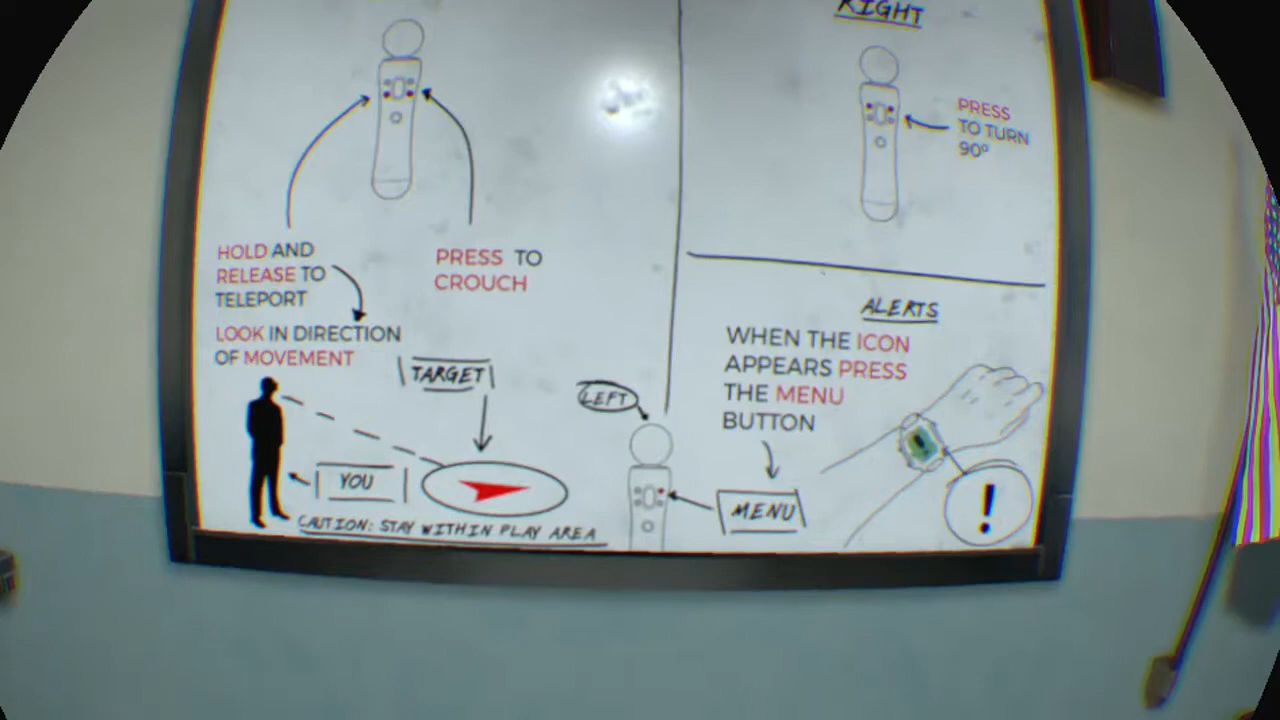 HOLD AND
RELEASE TO
TELEPORT
LOOK IN DIRECTION
OF MOVEMENT
PRESS TO
CROUCH
TARGET
YOU
CAUTION: STAY WITHIN PLAY AREA
RIGHT
PRESS
TO TURN
90º
ALERTS
WHEN THE ICON
APPEARS PRESS
THE MENU
BUTTON
LEFT
MENU
!